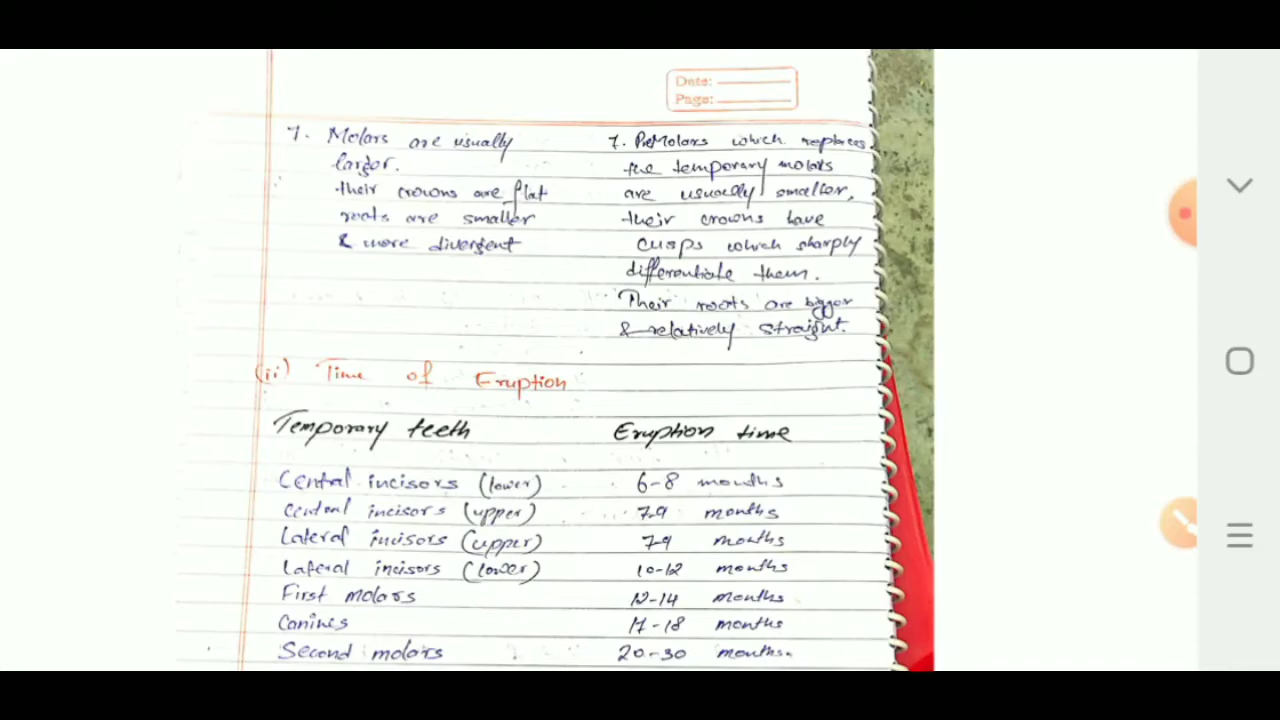 Date:
Page:
7. Molars are usually
larger.
their crowns are flat
roots are smaller
& more divergent
7. PreMolars which replaces
the temporary molars
are usually smaller,
their crowns have
cusps which sharply
differentiate them.
Their roots are bigger
& relatively straight.
(ii) Time of Eruption
Temporary teeth Eruption time
Central incisors (lower) 6-8 months
Central incisors (upper) 7-9 months
Lateral incisors (upper) 7-9 months
Lateral incisors (lower) 10-12 months
First molars 12-14 months
Canines 17-18 months
Second molars 20-30 months.